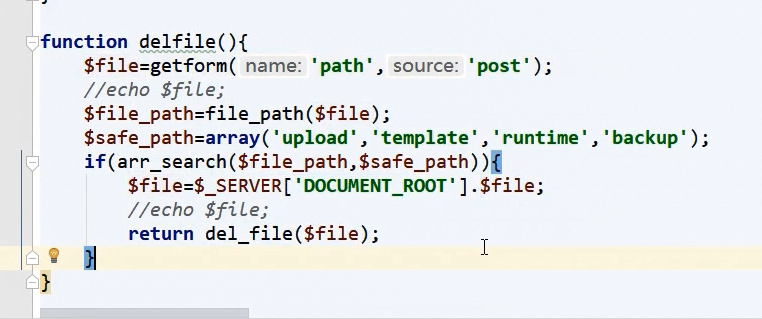 function delfile(){
$file=getform( name: 'path', source: 'post');
//echo $file;
$file_path=file_path($file);
$safe_path=array('upload','template','runtime','backup');
if(arr_search($file_path,$safe_path)){
$file=$_SERVER['DOCUMENT_ROOT'].$file;
//echo $file;
return del_file($file);
}
}